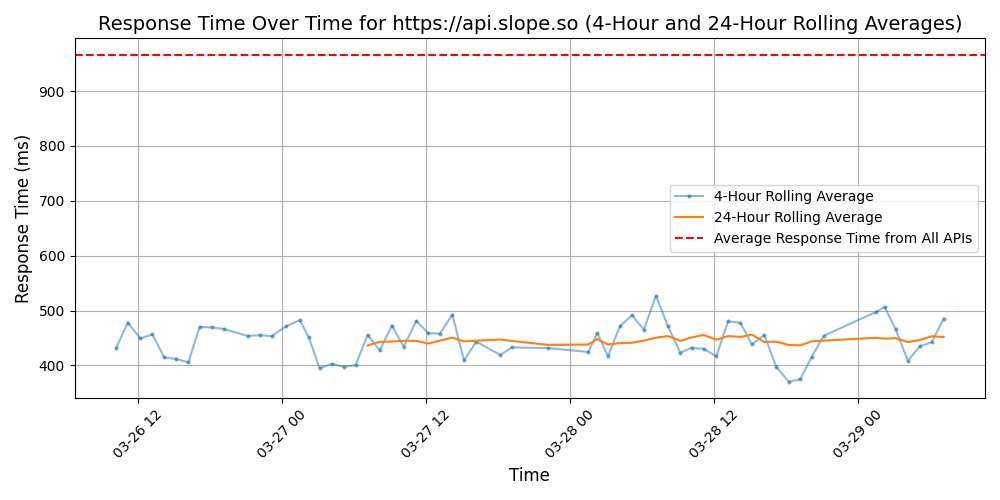 Response Time Over Time for https://api.slope.so (4-Hour and 24-Hour Rolling Averages)
Response Time (ms)
900
800
700
600
500
400
4-Hour Rolling Average
24-Hour Rolling Average
Average Response Time from All APIs
03-26 12
03-27 00
03-27 12
03-28 00
03-28 12
03-29 00
Time